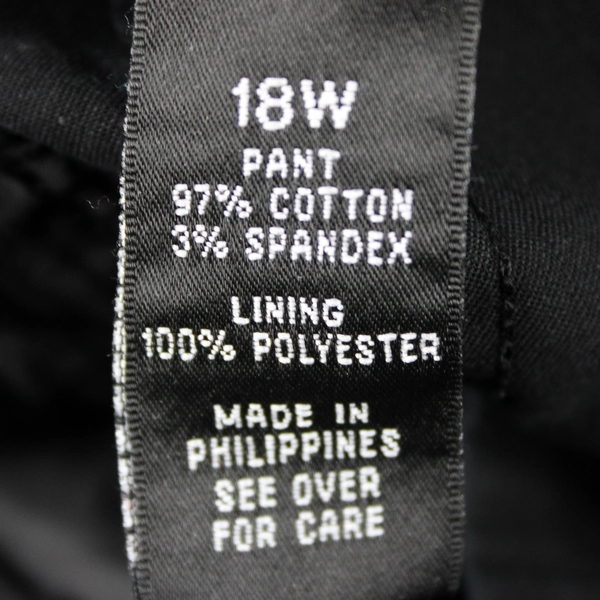 18W
PANT
97% COTTON
3% SPANDEX
LINING
100% POLYESTER
MADE IN
PHILIPPINES
SEE OVER
FOR CARE